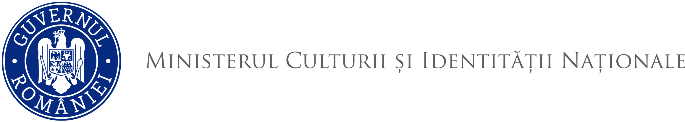 GUVERNUL
ROMÂNIEI
MINISTERUL CULTURII ȘI IDENTITĂȚII NAȚIONALE